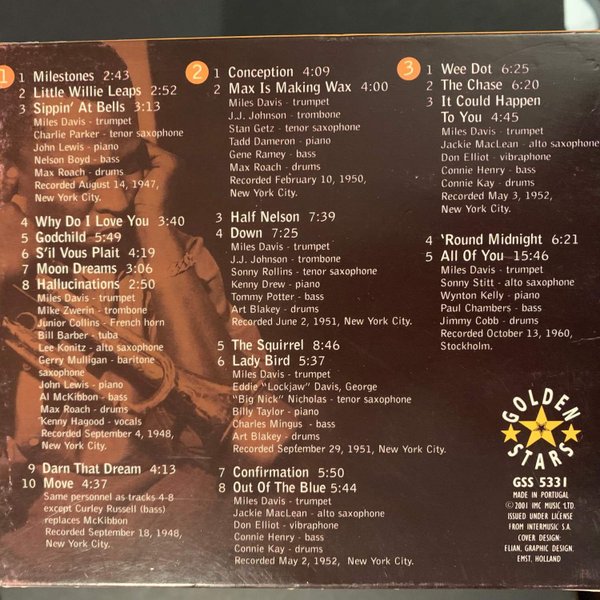 1
1 Milestones 2:43
2 Little Willie Leaps 2:52
3 Sippin' At Bells 3:13
Miles Davis - trumpet
Charlie Parker - tenor saxophone
John Lewis - piano
Nelson Boyd - bass
Max Roach - drums
Recorded August 14, 1947,
New York City.
4 Why Do I Love You 3:40
5 Godchild 5:49
6 S'il Vous Plait 4:19
7 Moon Dreams 3:06
8 Hallucinations 2:50
Miles Davis - trumpet
Mike Zwerin - trombone
Junior Collins - French horn
Bill Barber - tuba
Lee Konitz - alto saxophone
Gerry Mulligan - baritone
saxophone
John Lewis - piano
Al McKibbon - bass
Max Roach - drums
Kenny Hagood - vocals
Recorded September 4, 1948,
New York City.
9 Darn That Dream 4:13
10 Move 4:37
Same personnel as tracks 4-8
except Curley Russell (bass)
replaces McKibbon
Recorded September 18, 1948,
New York City.
2
1 Conception 4:09
2 Max Is Making Wax 4:00
Miles Davis - trumpet
J.J. Johnson - trombone
Stan Getz - tenor saxophone
Tadd Dameron - piano
Gene Ramey - bass
Max Roach - drums
Recorded February 10, 1950,
New York City.
3 Half Nelson 7:39
4 Down 7:25
Miles Davis - trumpet
J.J. Johnson - trombone
Sonny Rollins - tenor saxophone
Kenny Drew - piano
Tommy Potter - bass
Art Blakey - drums
Recorded June 2, 1951, New York City.
5 The Squirrel 8:46
6 Lady Bird 5:37
Miles Davis - trumpet
Eddie "Lockjaw" Davis, George
"Big Nick" Nicholas - tenor saxophone
Billy Taylor - piano
Charles Mingus - bass
Art Blakey - drums
Recorded September 29, 1951, New York City.
7 Confirmation 5:50
8 Out Of The Blue 5:44
Miles Davis - trumpet
Jackie MacLean - alto saxophone
Don Elliot - vibraphone
Connie Henry - bass
Connie Kay - drums
Recorded May 2, 1952, New York City.
3
1 Wee Dot 6:25
2 The Chase 6:20
3 It Could Happen
To You 4:45
Miles Davis - trumpet
Jackie MacLean - alto saxophone
Don Elliot - vibraphone
Connie Henry - bass
Connie Kay - drums
Recorded May 3, 1952,
New York City.
4 'Round Midnight 6:21
5 All Of You 15:46
Miles Davis - trumpet
Sonny Stitt - alto saxophone
Wynton Kelly - piano
Paul Chambers - bass
Jimmy Cobb - drums
Recorded October 13, 1960,
Stockholm.
GOLDEN
STARS
GSS 5331
MADE IN PORTUGAL
©2001 IMC MUSIC LTD.
ISSUED UNDER LICENSE
FROM INTERMUSIC S.A.
COVER DESIGN:
ELIAN, GRAPHIC DESIGN,
EMST, HOLLAND